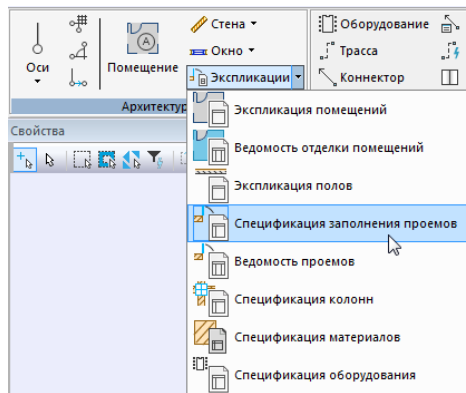 Оси
Помещение
Стена
Окно
Экспликации
Архитектур
Оборудование
Трасса
Коннектор
Свойства
Экспликация помещений
Ведомость отделки помещений
Экспликация полов
Спецификация заполнения проемов
Ведомость проемов
Спецификация колонн
Спецификация материалов
Спецификация оборудования